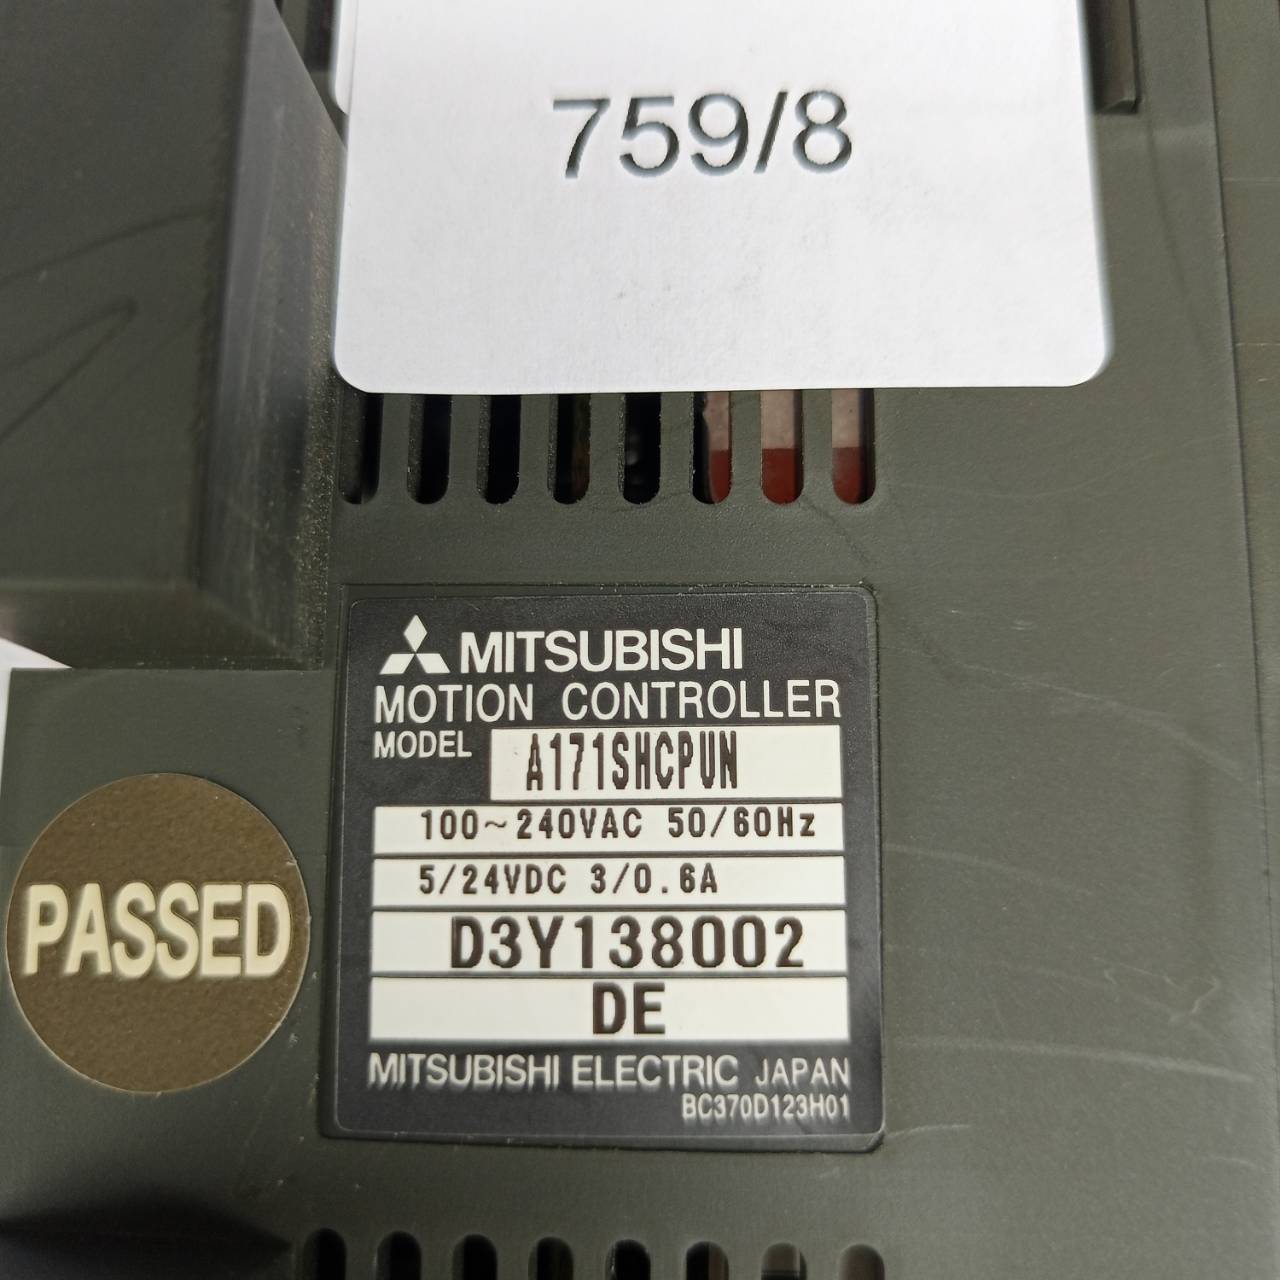 759/8
MITSUBISHI
MOTION CONTROLLER
MODEL A171SHCPUN
100~240VAC 50/60Hz
5/24VDC 3/0.6A
D3Y138002
DE
MITSUBISHI ELECTRIC JAPAN
BC370D123H01
PASSED